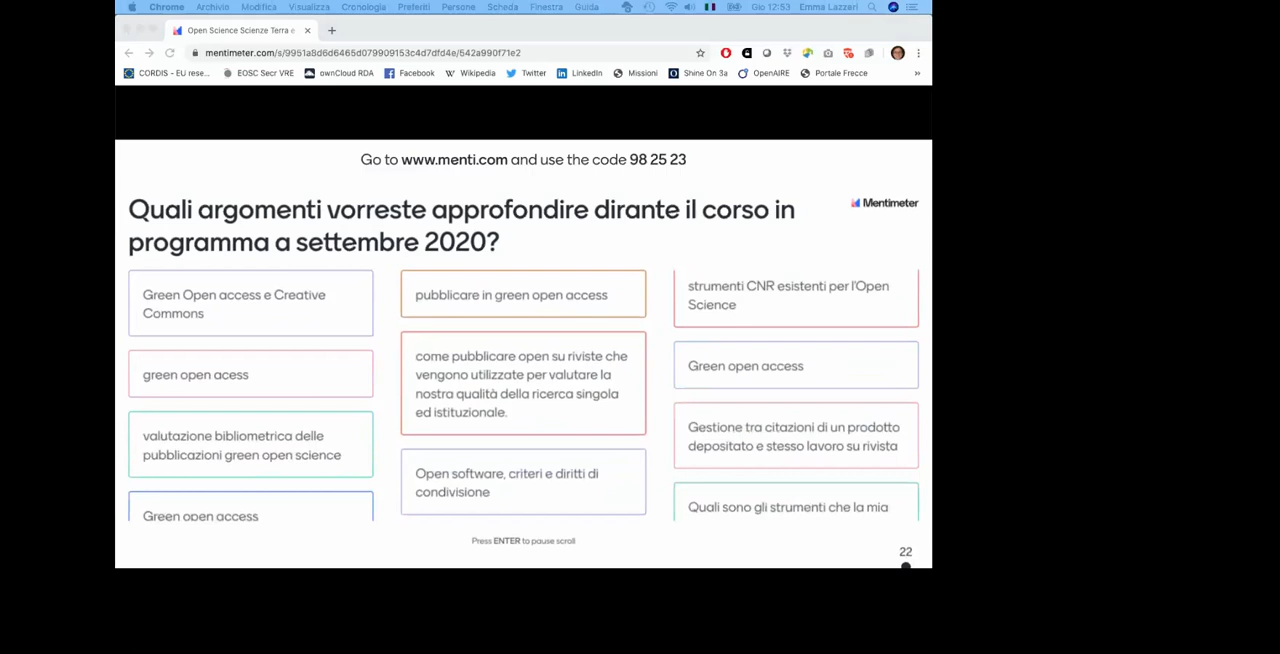 Chrome Archivio Modifica Visualizza Cronologia Preferiti Persone Scheda Finestra Guida Gio 12:53 Emma Lazzeri
Open Science Scienze Terra e
mentimeter.com/s/9951a8d6d6465d079909153c4d7dfd4e/542a990f71e2
CORDIS - EU rese... EOSC Secr VRE ownCloud RDA Facebook Wikipedia Twitter LinkedIn Missioni Shine On 3a OpenAIRE Portale Frecce »
Go to www.menti.com and use the code 98 25 23
Quali argomenti vorreste approfondire dirante il corso in
programma a settembre 2020?
Mentimeter
Green Open access e Creative
Commons
green open acess
valutazione bibliometrica delle
pubblicazioni green open science
Green open access
pubblicare in green open access
come pubblicare open su riviste che
vengono utilizzate per valutare la
nostra qualità della ricerca singola
ed istituzionale.
Open software, criteri e diritti di
condivisione
strumenti CNR esistenti per l'Open
Science
Green open access
Gestione tra citazioni di un prodotto
depositato e stesso lavoro su rivista
Quali sono gli strumenti che la mia
Press ENTER to pause scroll
22